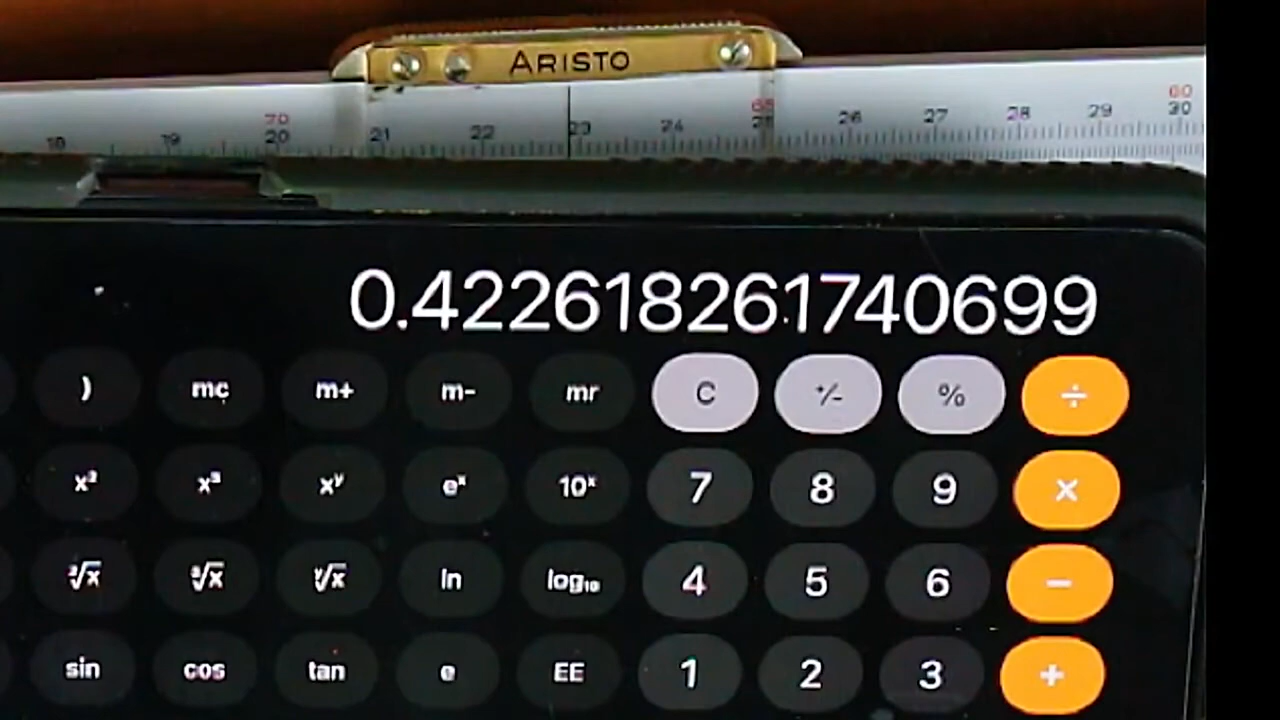 ARISTO
70 65 60
18 19 20 21 22 23 24 25 26 27 28 29 30
0.422618261740699
) mc m+ m- mr C +/- % ÷
x² x³ xʸ eˣ 10ˣ 7 8 9 ×
²√x ³√x ʸ√x ln log₁₀ 4 5 6 −
sin cos tan e EE 1 2 3 +